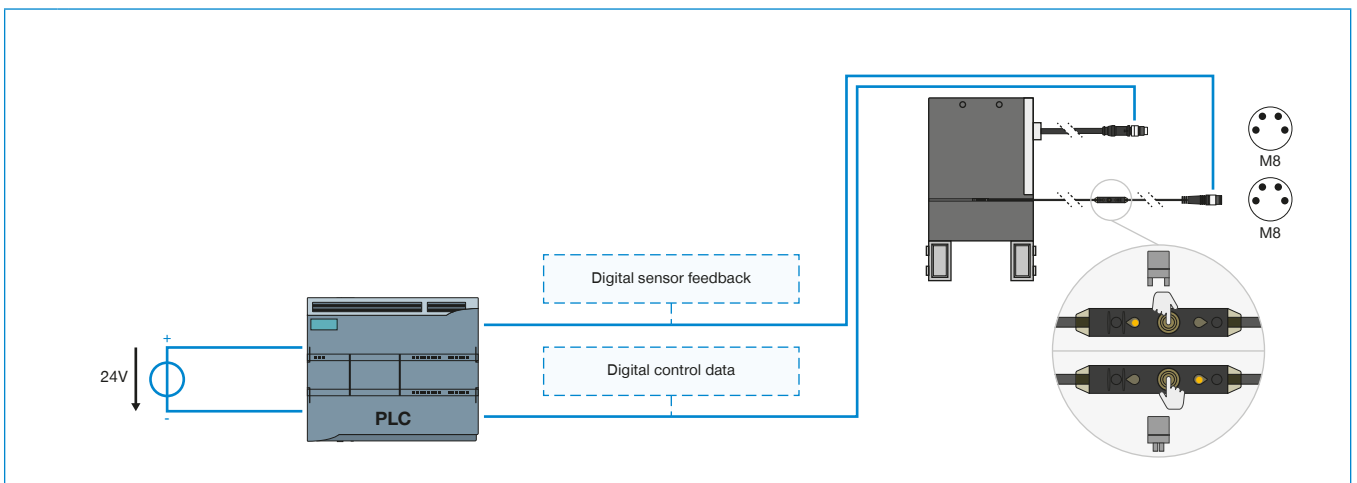 M8
M8
Digital sensor feedback
+
24V
-
Digital control data
PLC